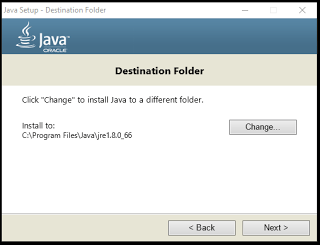 Java Setup - Destination Folder
Java
ORACLE
Destination Folder
Click "Change" to install Java to a different folder.
Install to:
C:\Program Files\Java\jre1.8.0_66
Change...
< Back
Next >